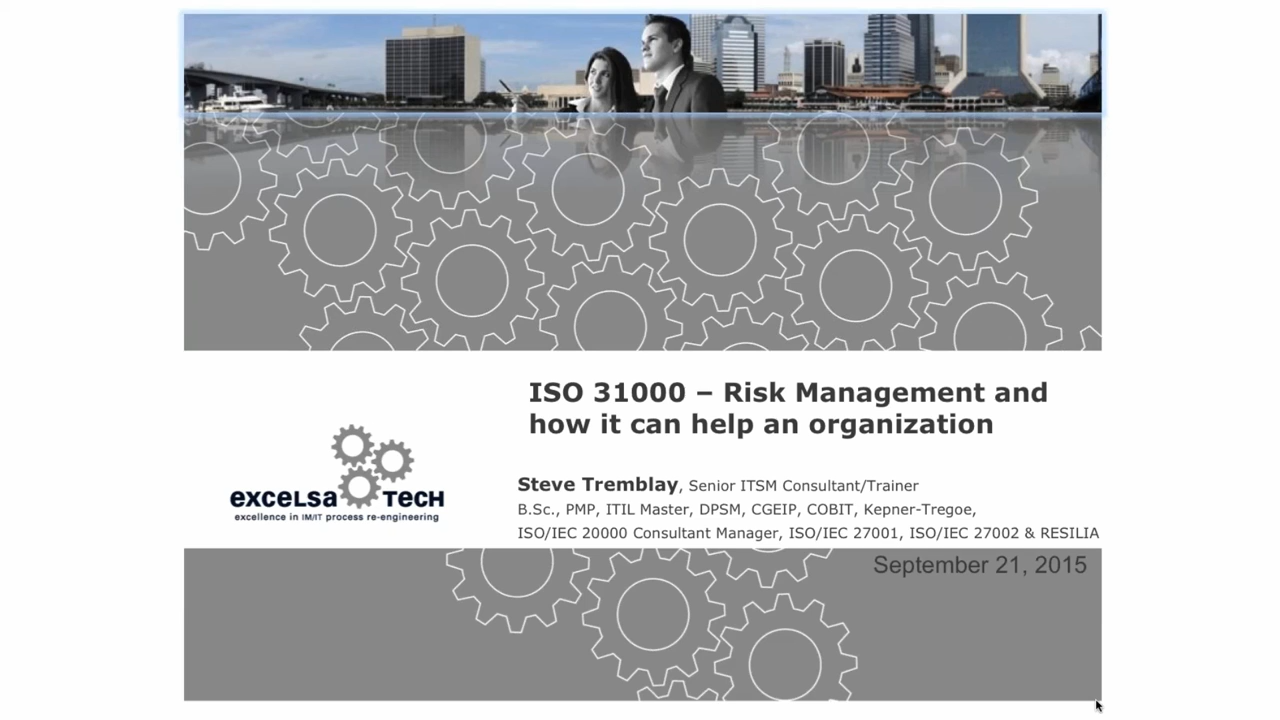 ISO 31000 – Risk Management and
how it can help an organization
excelsa TECH
excellence in IM/IT process re-engineering
Steve Tremblay, Senior ITSM Consultant/Trainer
B.Sc., PMP, ITIL Master, DPSM, CGEIP, COBIT, Kepner-Tregoe,
ISO/IEC 20000 Consultant Manager, ISO/IEC 27001, ISO/IEC 27002 & RESILIA
September 21, 2015